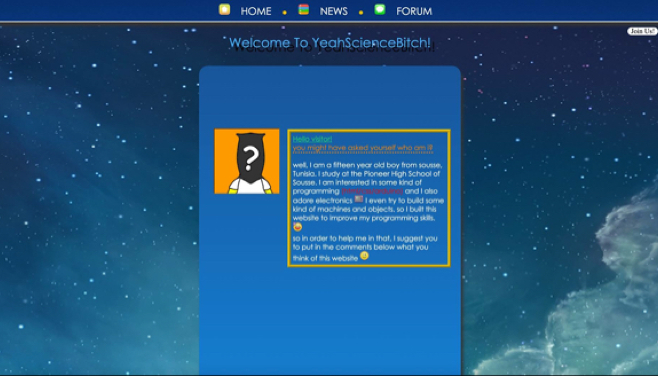 HOME NEWS FORUM
Join Us!
Welcome To YeahScienceBitch!
?
Hello visitor!
you might have asked yourself who am I?
well, I am a fifteen year old boy from sousse,
Tunisia, I study at the Pioneer High School of
Sousse. I am interested in some kind of
programming and I also
adore electronics I even try to build some
kind of machines and objects, so i built this
website to improve my programming skills.
so in order to help me in that, I suggest you
to put in the comments below what you
think of this website